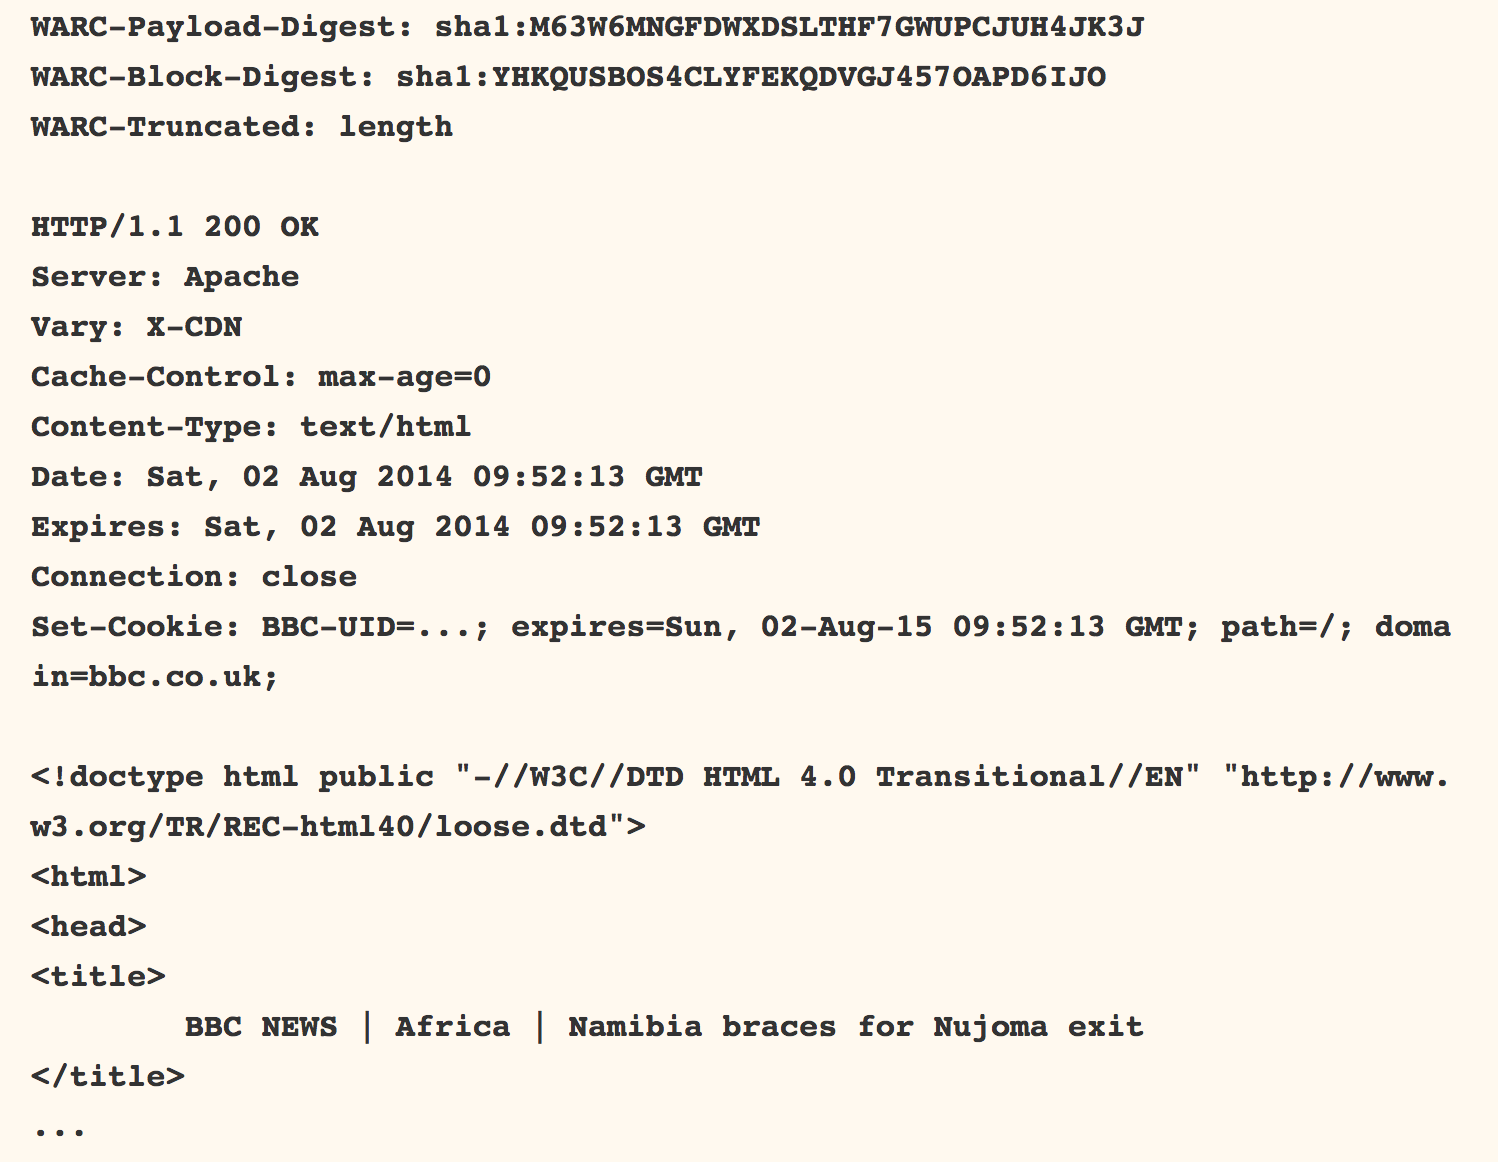 WARC-Payload-Digest: sha1:M63W6MNGFDWXDSLTHF7GWUPCJUH4JK3J
WARC-Block-Digest: sha1:YHKQUSBOS4CLYFEKQDVGJ457OAPD6IJO
WARC-Truncated: length
HTTP/1.1 200 OK
Server: Apache
Vary: X-CDN
Cache-Control: max-age=0
Content-Type: text/html
Date: Sat, 02 Aug 2014 09:52:13 GMT
Expires: Sat, 02 Aug 2014 09:52:13 GMT
Connection: close
Set-Cookie: BBC-UID=...; expires=Sun, 02-Aug-15 09:52:13 GMT; path=/; doma
in=bbc.co.uk;
<!doctype html public "-//W3C//DTD HTML 4.0 Transitional//EN" "http://www.
w3.org/TR/REC-html40/loose.dtd">
<html>
<head>
<title>
BBC NEWS | Africa | Namibia braces for Nujoma exit
</title>
...